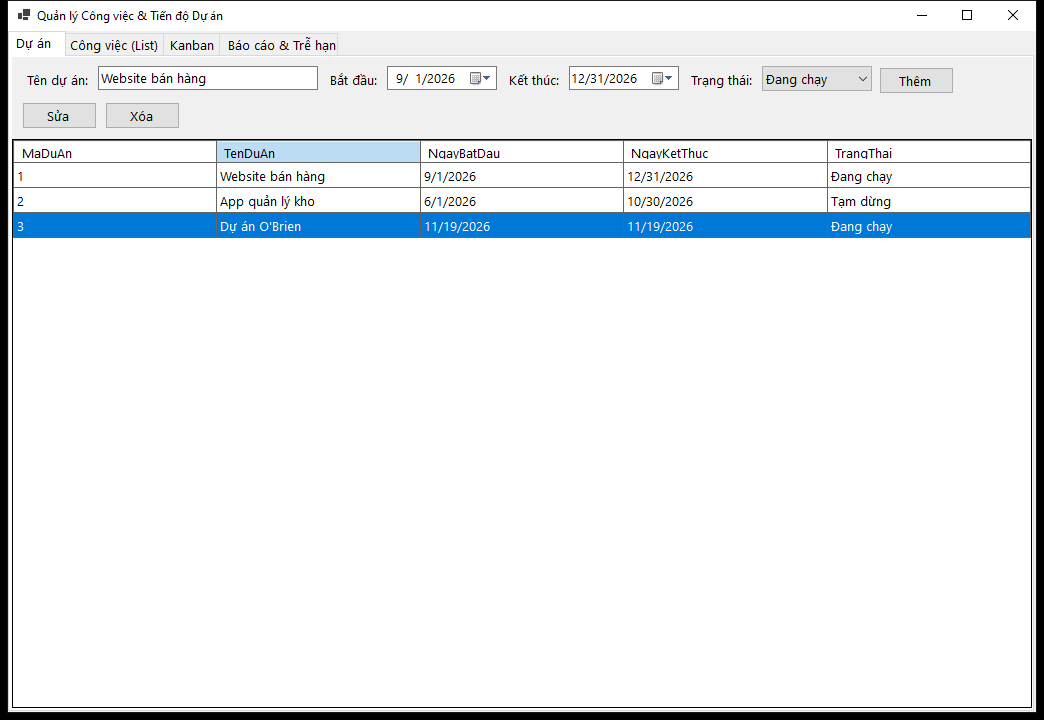 Quản lý Công việc & Tiến độ Dự án
Dự án Công việc (List) Kanban Báo cáo & Trễ hạn
Tên dự án: Website bán hàng Bắt đầu: 9/ 1/2026 Kết thúc: 12/31/2026 Trạng thái: Đang chạy Thêm
Sửa Xóa
MaDuAn TenDuAn NgayBatDau NgayKetThuc TrangThai
1 Website bán hàng 9/1/2026 12/31/2026 Đang chạy
2 App quản lý kho 6/1/2026 10/30/2026 Tạm dừng
3 Dự án O'Brien 11/19/2026 11/19/2026 Đang chạy